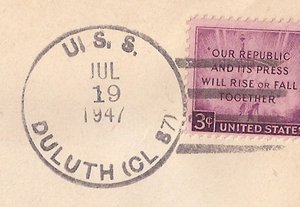 U. S. S.
JUL
19
1947
DULUTH (CL 87)
"OUR REPUBLIC
AND ITS PRESS
WILL RISE OR FALL
TOGETHER"
3¢ UNITED STATES